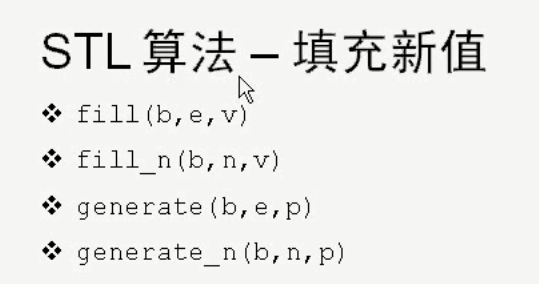 STL 算法 – 填充新值
fill(b,e,v)
fill_n(b,n,v)
generate(b,e,p)
generate_n(b,n,p)